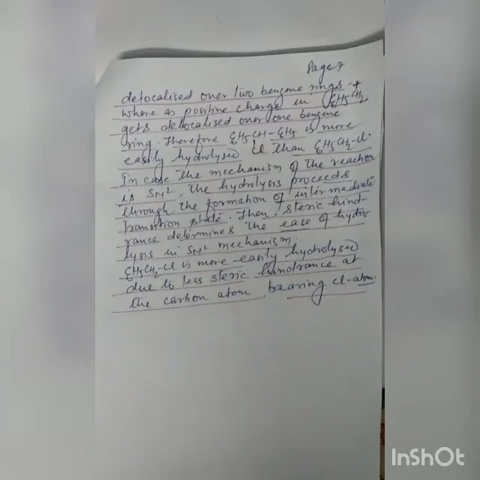 Page 7
delocalised over two benzene rings
where as positive charge in C6H5CH2 +
gets delocalised over one benzene
ring. Therefore C6H5CH-C6H5 is more
easily hydrolysed Cl than C6H5CH2-Cl.
In case the mechanism of the reaction
is SN2. The hydrolysis proceeds
through the formation of intermediate
transition state. Then, steric hind-
rance determines the ease of hydro
lysis in SN2 mechanism
C6H5CH2-Cl is more easily hydrolysed
due to less steric hindrance at
the carbon atom bearing Cl-atom.
InShOt